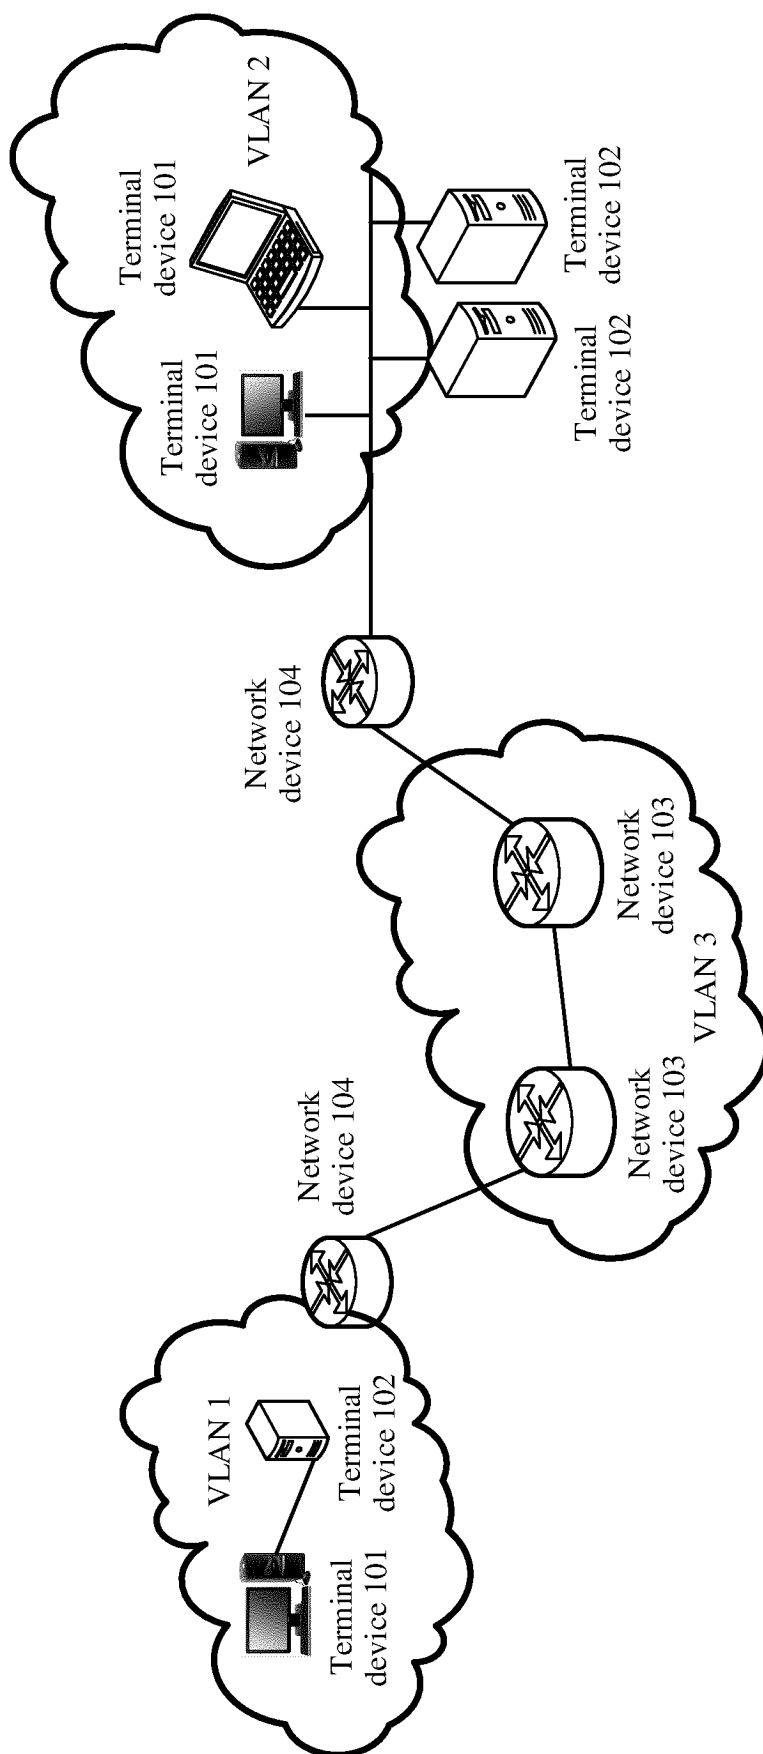 VLAN 1
Terminal
device 101
Terminal
device 102
Network
device 104
Network
device 103
VLAN 3
Network
device 103
Network
device 104
Terminal
device 101
Terminal
device 101
VLAN 2
Terminal
device 102
Terminal
device 102